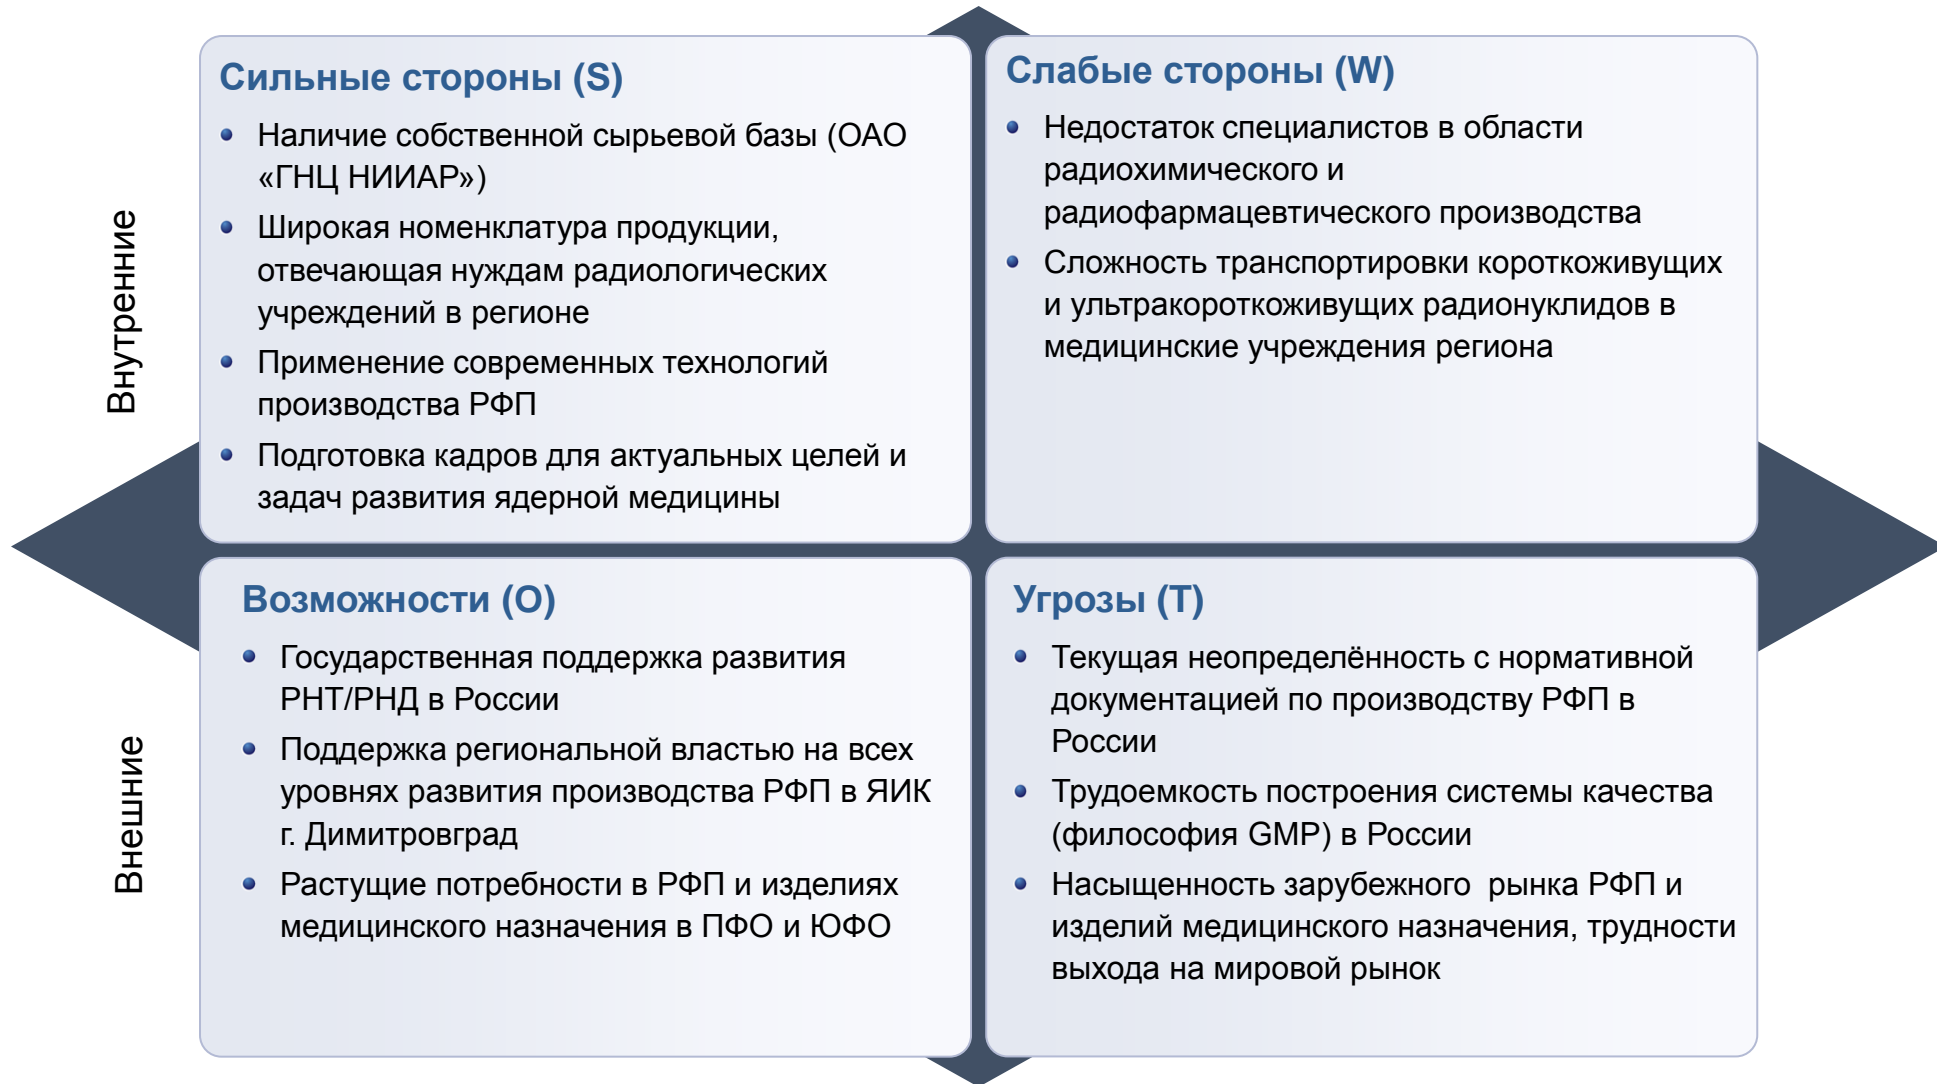 Внутренние
Сильные стороны (S)
Наличие собственной сырьевой базы (ОАО
«ГНЦ НИИАР»)
Широкая номенклатура продукции,
отвечающая нуждам радиологических
учреждений в регионе
Применение современных технологий
производства РФП
Подготовка кадров для актуальных целей и
задач развития ядерной медицины
Слабые стороны (W)
Недостаток специалистов в области
радиохимического и
радиофармацевтического производства
Сложность транспортировки короткоживущих
и ультракороткоживущих радионуклидов в
медицинские учреждения региона
Внешние
Возможности (O)
Государственная поддержка развития
РНТ/РНД в России
Поддержка региональной властью на всех
уровнях развития производства РФП в ЯИК
г. Димитровград
Растущие потребности в РФП и изделиях
медицинского назначения в ПФО и ЮФО
Угрозы (T)
Текущая неопределённость с нормативной
документацией по производству РФП в
России
Трудоемкость построения системы качества
(философия GMP) в России
Насыщенность зарубежного  рынка РФП и
изделий медицинского назначения, трудности
выхода на мировой рынок